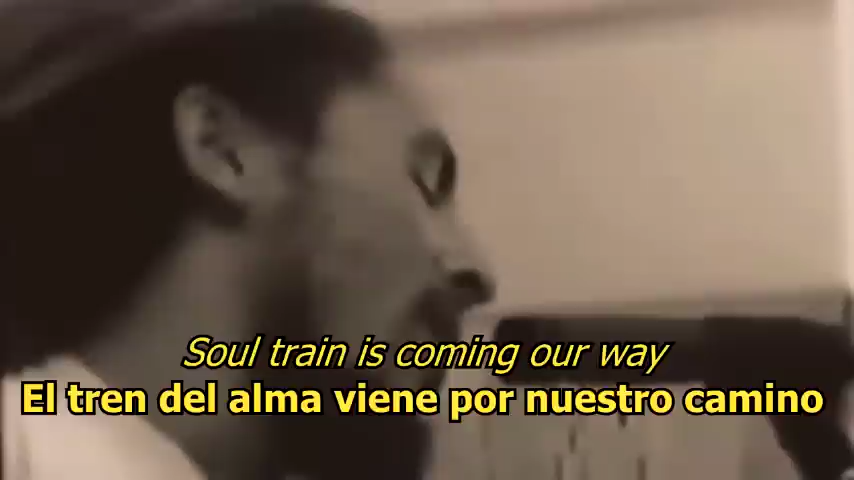 Soul train is coming our way
El tren del alma viene por nuestro camino